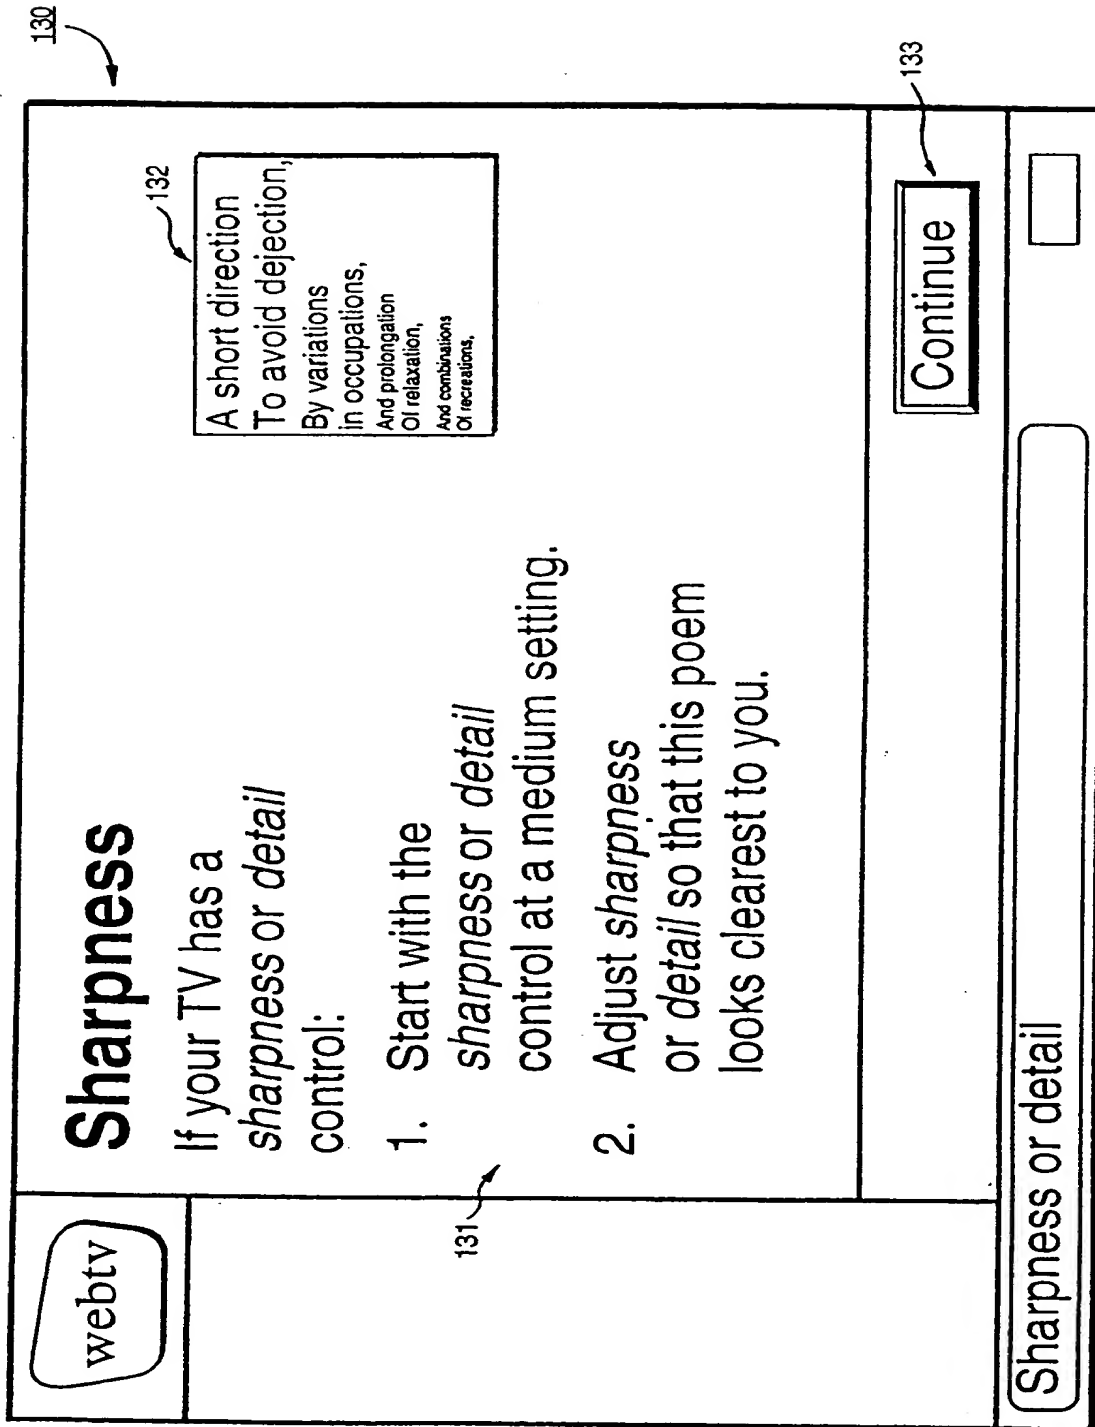 130
webtv
Sharpness
If your TV has a
sharpness or detail
control:
1. Start with the
sharpness or detail
control at a medium setting.
2. Adjust sharpness
or detail so that this poem
looks clearest to you.
131
132
A short direction
To avoid dejection,
By variations
in occupations,
And prolongation
Of relaxation,
And combinations
Of recreations,
Continue
133
Sharpness or detail